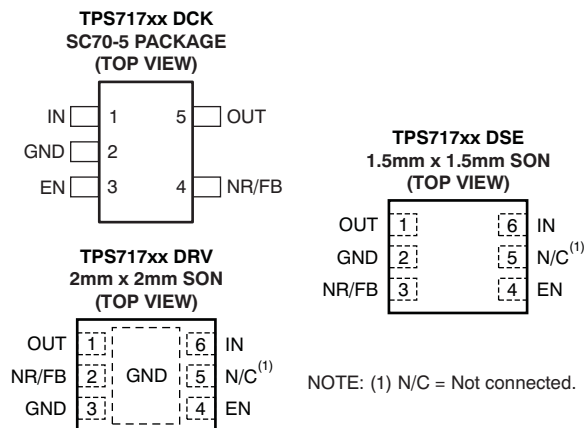 TPS717xx DCK
SC70-5 PACKAGE
(TOP VIEW)
IN 1 5 OUT
GND 2
EN 3 4 NR/FB
TPS717xx DSE
1.5mm x 1.5mm SON
(TOP VIEW)
OUT 1 6 IN
GND 2 5 N/C(1)
NR/FB 3 4 EN
TPS717xx DRV
2mm x 2mm SON
(TOP VIEW)
OUT 1 6 IN
NR/FB 2 GND 5 N/C(1)
GND 3 4 EN
NOTE: (1) N/C = Not connected.